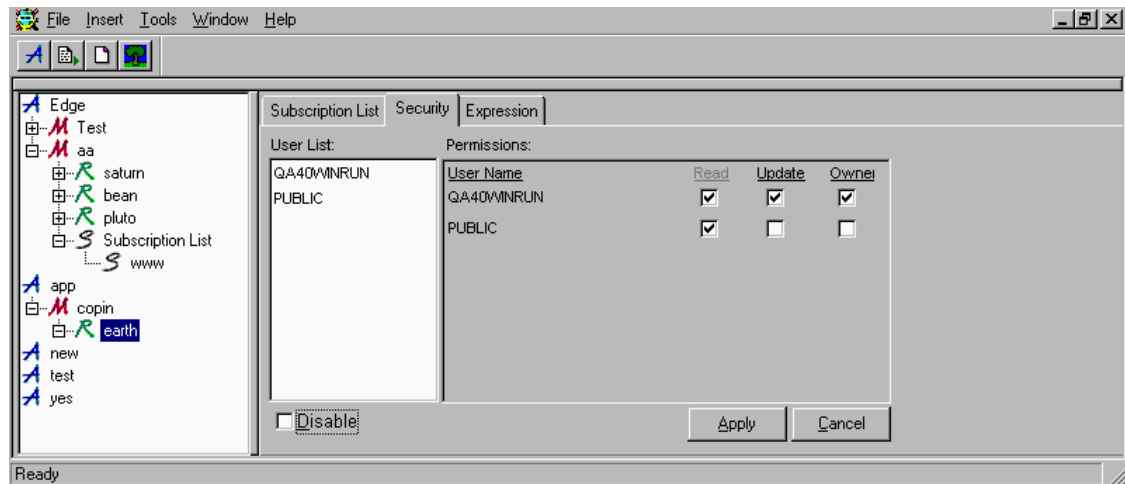 File Insert Tools Window Help
Edge
Test
aa
saturn
bean
pluto
Subscription List
www
app
copin
earth
new
test
yes
Subscription List Security Expression
User List: Permissions:
QA40WINRUN
PUBLIC
User Name Read Update Owner
QA40WINRUN
PUBLIC
Disable Apply Cancel
Ready